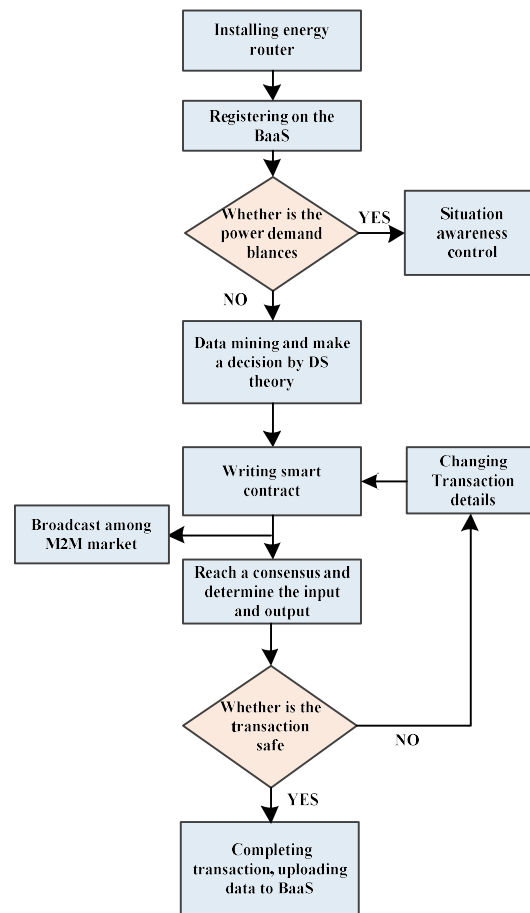 Installing energy
router
Registering on the
BaaS
Whether is the
power demand
blances
YES
Situation
awareness
control
NO
Data mining and make
a decision by DS
theory
Writing smart
contract
Changing
Transaction
details
Broadcast among
M2M market
Reach a consensus and
determine the input
and output
Whether is the
transaction
safe
NO
YES
Completing
transaction, uploading
data to BaaS